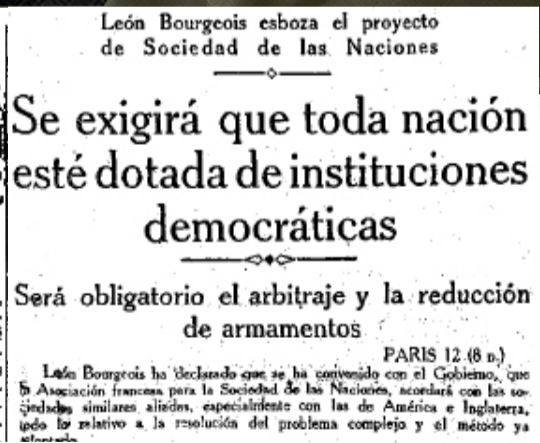 León Bourgeois esboza el proyecto
de Sociedad de las Naciones
Se exigirá que toda nación
esté dotada de instituciones
democráticas
Será obligatorio el arbitraje y la reducción
de armamentos
PARIS 12 (8 n.)
León Bourgeois ha declarado que se ha convenido con el Gobierno, que
la Asociación francesa para la Sociedad de las Naciones, acordará con las so-
ciedades similares aliadas, especialmente con las de América e Inglaterra,
todo lo relativo a la resolución del problema complejo y el método ya